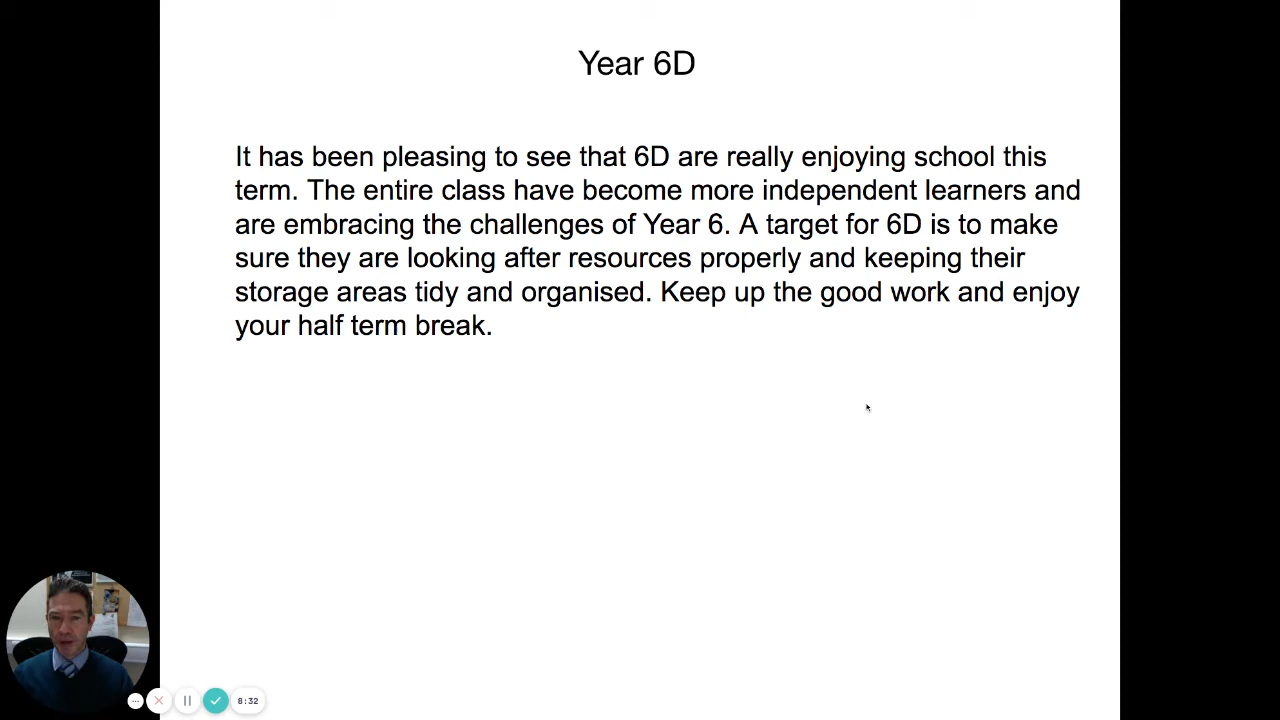 Year 6D
It has been pleasing to see that 6D are really enjoying school this
term. The entire class have become more independent learners and
are embracing the challenges of Year 6. A target for 6D is to make
sure they are looking after resources properly and keeping their
storage areas tidy and organised. Keep up the good work and enjoy
your half term break.
8:32